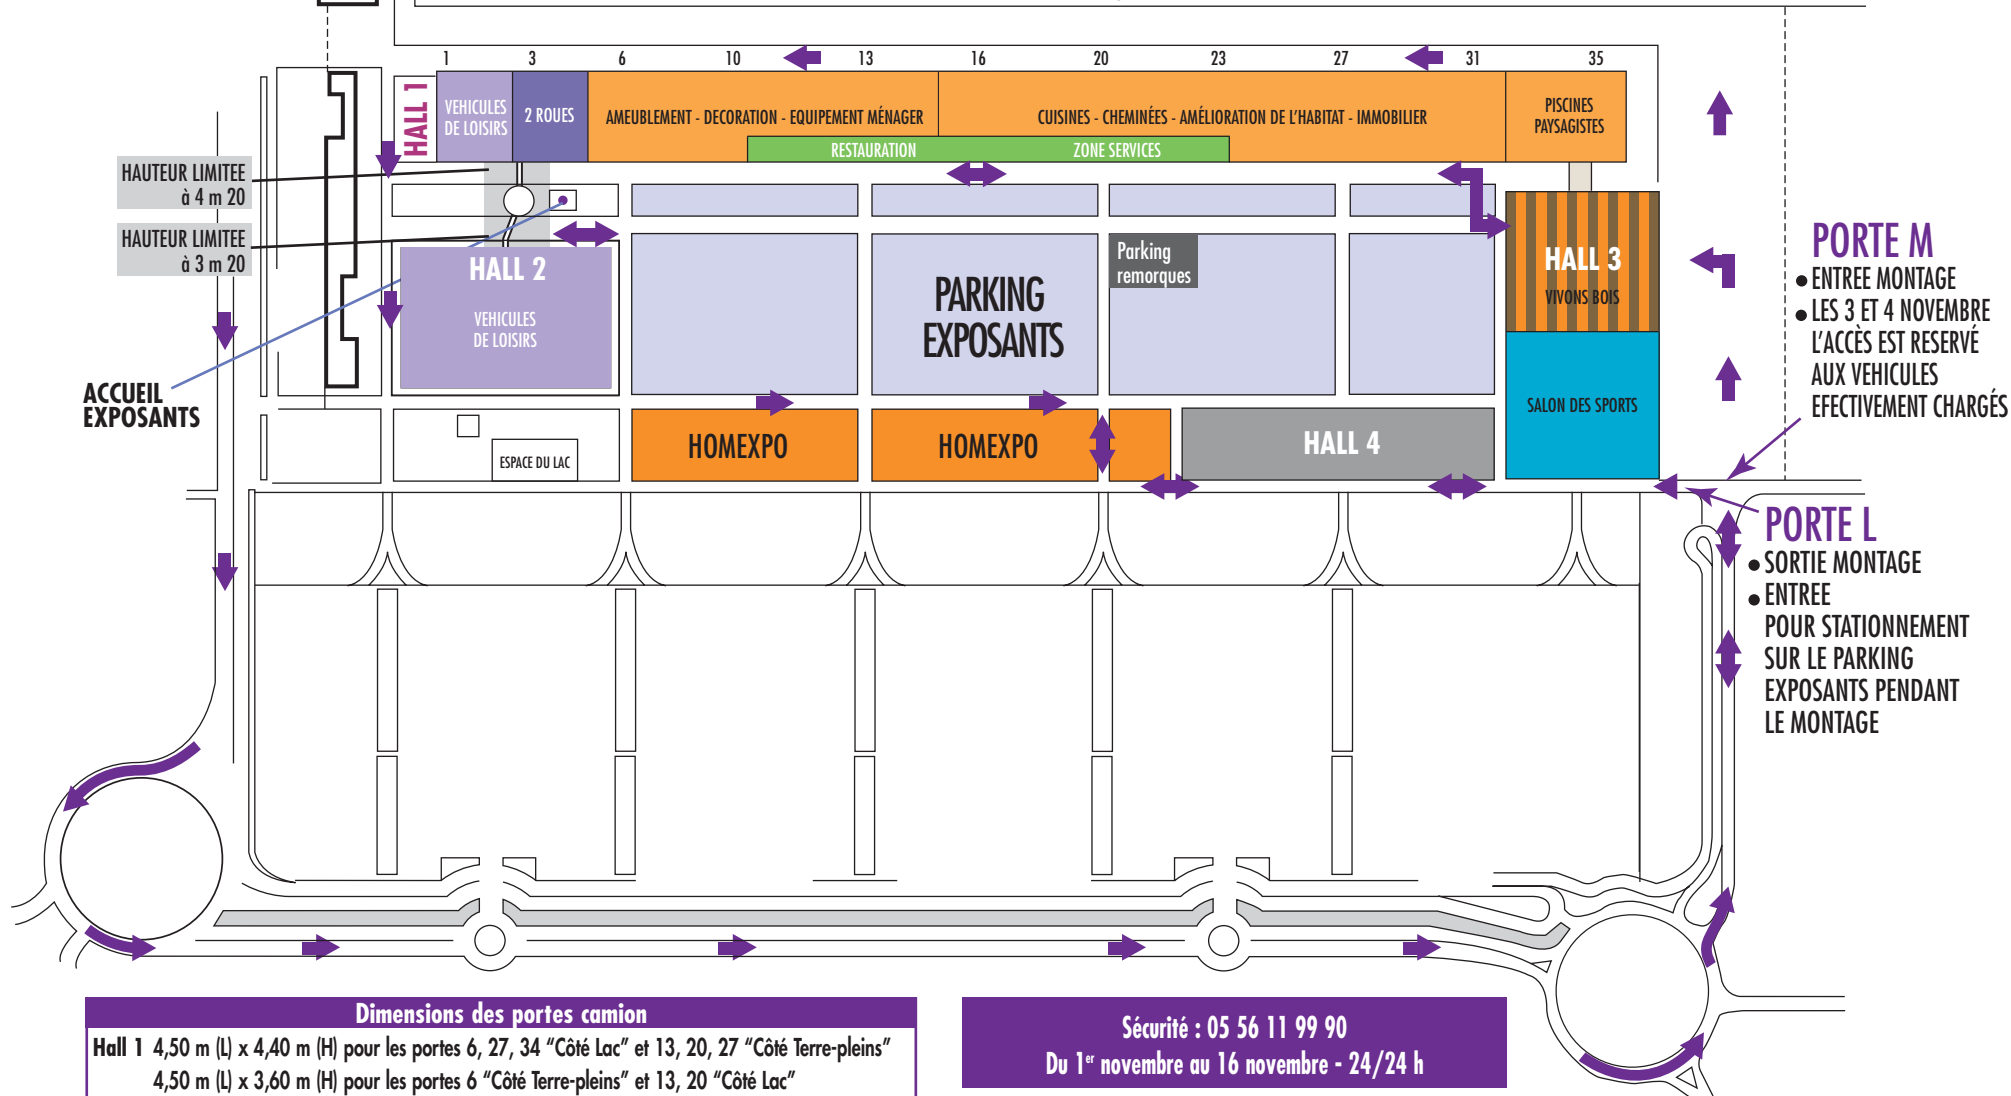 1 3 6 10 13 16 20 23 27 31 35
HALL 1
VEHICULES
DE LOISIRS
2 ROUES
AMEUBLEMENT - DECORATION - EQUIPEMENT MÉNAGER
CUISINES - CHEMINÉES - AMÉLIORATION DE L'HABITAT - IMMOBILIER
PISCINES
PAYSAGISTES
RESTAURATION
ZONE SERVICES
HAUTEUR LIMITEE
à 4 m 20
HAUTEUR LIMITEE
à 3 m 20
ACCUEIL
EXPOSANTS
HALL 2
VEHICULES
DE LOISIRS
PARKING
EXPOSANTS
Parking
remorques
HALL 3
VIVONS BOIS
SALON DES SPORTS
PORTE M
● ENTREE MONTAGE
● LES 3 ET 4 NOVEMBRE
L'ACCÈS EST RESERVÉ
AUX VEHICULES
EFECTIVEMENT CHARGÉS
ESPACE DU LAC
HOMEXPO
HOMEXPO
HALL 4
PORTE L
● SORTIE MONTAGE
● ENTREE
POUR STATIONNEMENT
SUR LE PARKING
EXPOSANTS PENDANT
LE MONTAGE
Dimensions des portes camion
Hall 1 4,50 m (L) x 4,40 m (H) pour les portes 6, 27, 34 “Côté Lac” et 13, 20, 27 “Côté Terre-pleins”
4,50 m (L) x 3,60 m (H) pour les portes 6 “Côté Terre-pleins” et 13, 20 “Côté Lac”
Sécurité : 05 56 11 99 90
Du 1er novembre au 16 novembre - 24/24 h